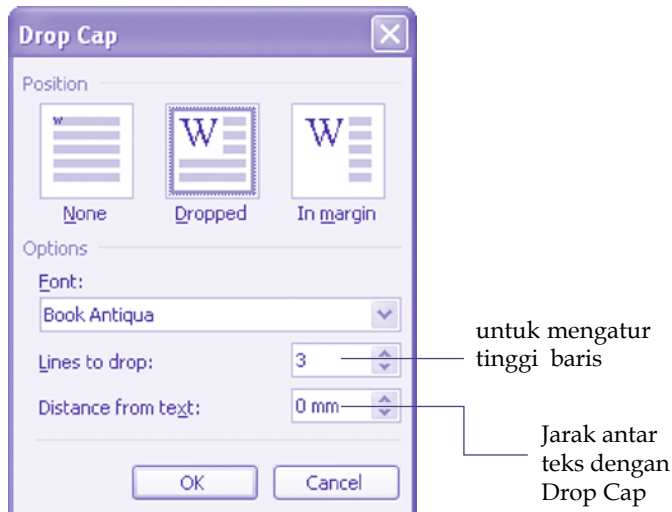 Drop Cap
Position
W
W
W
None
Dropped
In margin
Options
Font:
Book Antiqua
Lines to drop:
3
untuk mengatur
tinggi baris
Distance from text:
0 mm
Jarak antar
teks dengan
Drop Cap
OK
Cancel